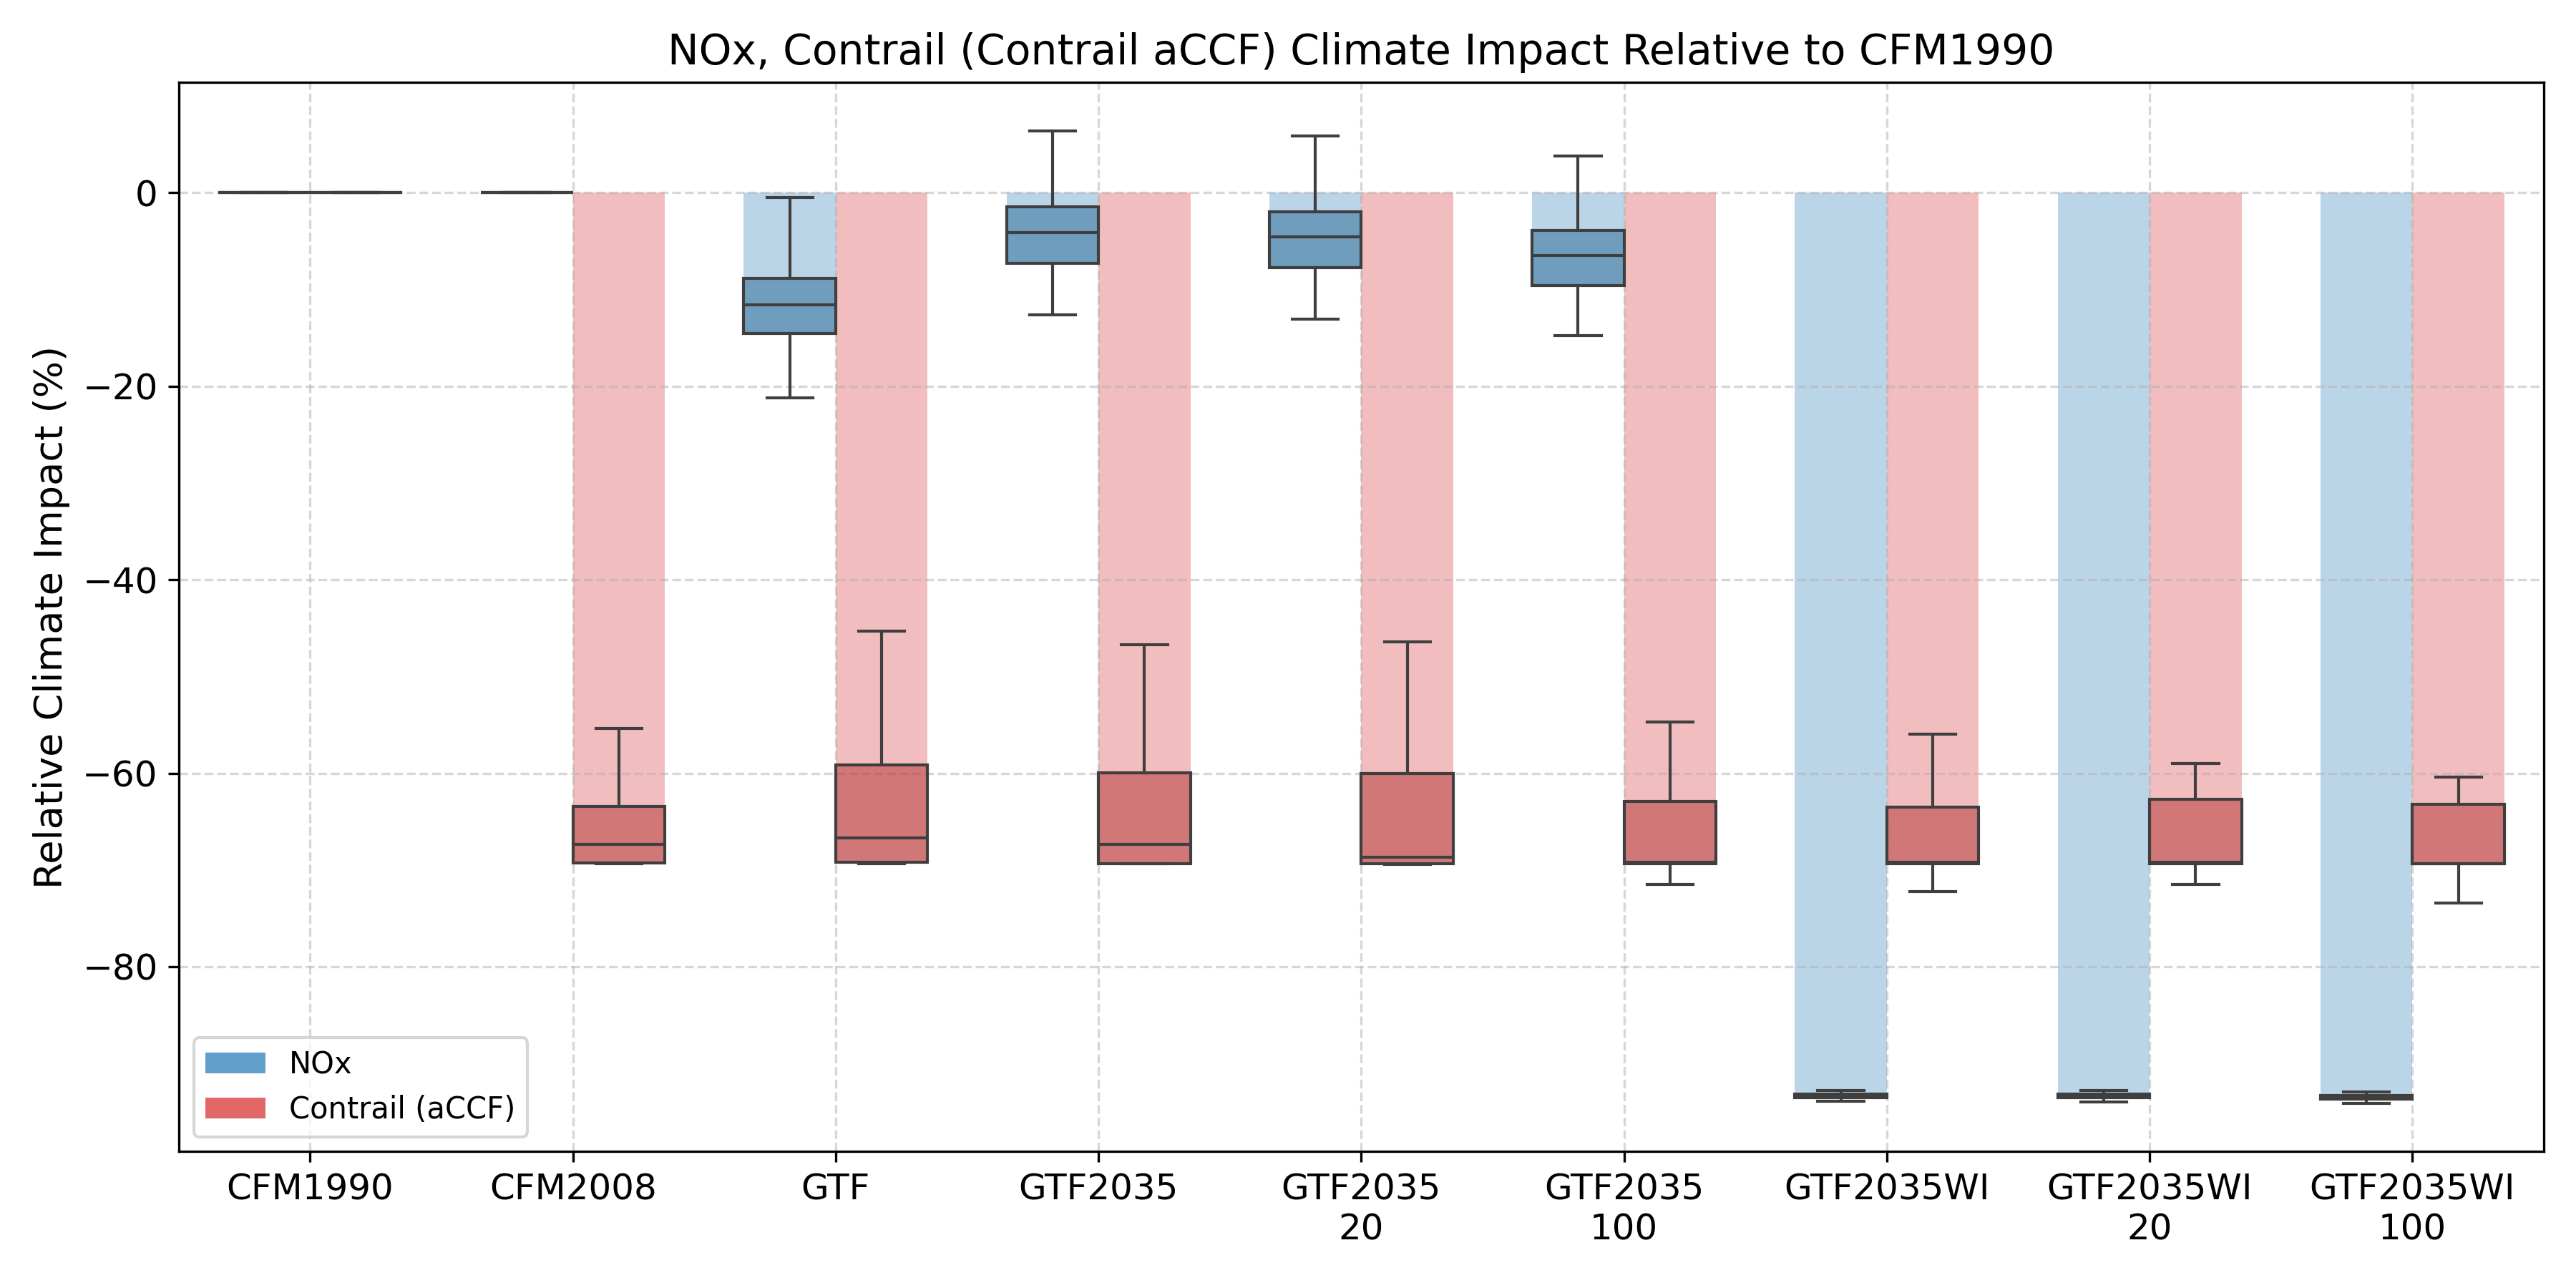 NOx, Contrail (Contrail aCCF) Climate Impact Relative to CFM1990
Relative Climate Impact (%)
0
−20
−40
−60
−80
NOx
Contrail (aCCF)
CFM1990
CFM2008
GTF
GTF2035
GTF2035
20
GTF2035
100
GTF2035WI
GTF2035WI
20
GTF2035WI
100